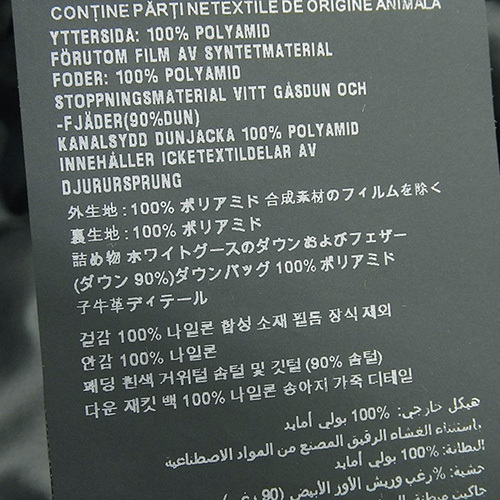 CONȚINE PĂRȚI NETEXTILE DE ORIGINE ANIMALĂ
YTTERSIDA: 100% POLYAMID
FÖRUTOM FILM AV SYNTETMATERIAL
FODER: 100% POLYAMID
STOPPNINGSMATERIAL VITT GÅSDUN OCH
-FJÄDER(90%DUN)
KANALSYDD DUNJACKA 100% POLYAMID
INNEHÅLLER ICKETEXTILDELAR AV
DJURURSPRUNG
外生地：100% ポリアミド 合成素材のフィルムを除く
裏生地：100% ポリアミド
詰め物 ホワイトグースのダウンおよびフェザー
(ダウン 90%)ダウンバッグ 100% ポリアミド
子牛革ディテール
겉감 100% 나일론 합성 소재 필름 장식 제외
안감 100% 나일론
패딩 흰색 거위털 솜털 및 깃털 (90% 솜털)
다운 재킷 백 100% 나일론 송아지 가죽 디테일
هيكل خارجي: 100% بولي أمايد
باستثناء الغشاء الرقيق المصنع من المواد الاصطناعية
البطانة: 100% بولي أمايد
حشية: %زغب وريش الأوز الأبيض (90 زغب)